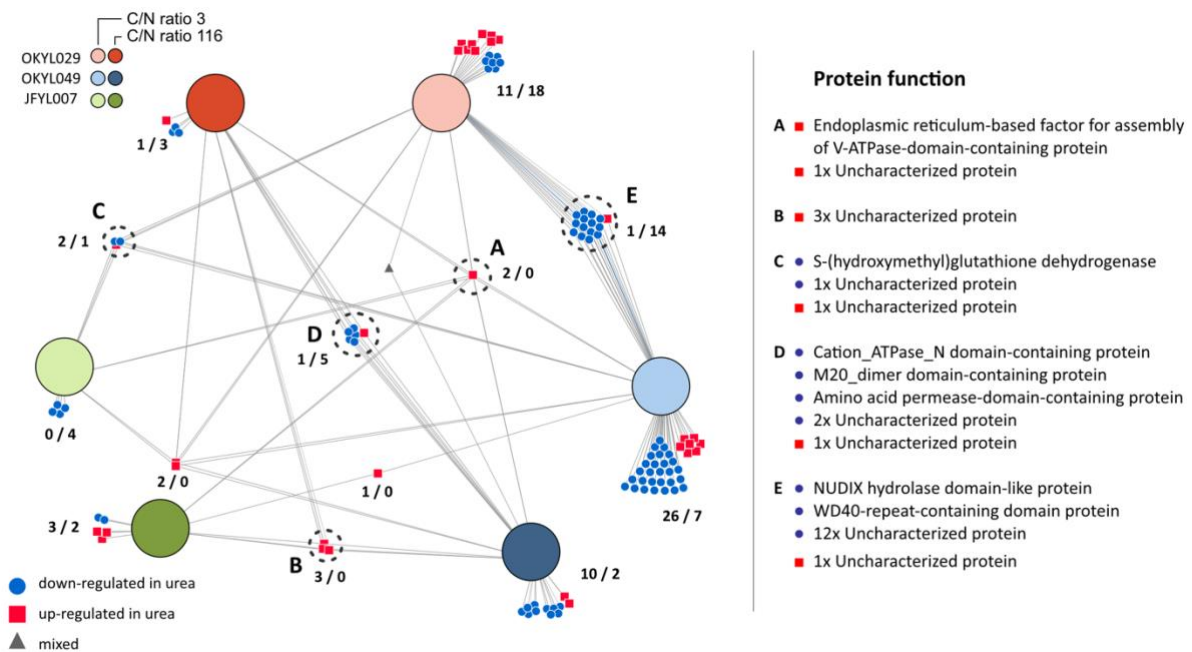 C/N ratio 3
C/N ratio 116
OKYL029
OKYL049
JFYL007
11 / 18
1 / 3
E
1 / 14
C
2 / 1
A
2 / 0
D
1 / 5
0 / 4
2 / 0
1 / 0
26 / 7
3 / 2
B
3 / 0
10 / 2
down-regulated in urea
up-regulated in urea
mixed
Protein function
A Endoplasmic reticulum-based factor for assembly
of V-ATPase-domain-containing protein
1x Uncharacterized protein
B 3x Uncharacterized protein
C S-(hydroxymethyl)glutathione dehydrogenase
1x Uncharacterized protein
1x Uncharacterized protein
D Cation_ATPase_N domain-containing protein
M20_dimer domain-containing protein
Amino acid permease-domain-containing protein
2x Uncharacterized protein
1x Uncharacterized protein
E NUDIX hydrolase domain-like protein
WD40-repeat-containing domain protein
12x Uncharacterized protein
1x Uncharacterized protein